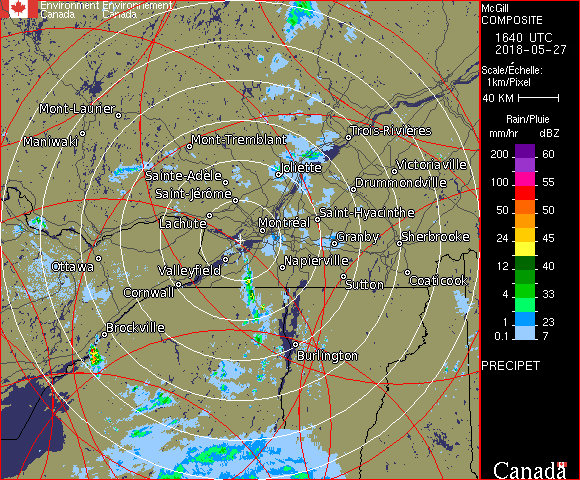 Environment Environnement
Canada Canada
McGill
COMPOSITE
1640 UTC
2018-05-27
Scale/Échelle:
1km/Pixel
40 KM
Rain/Pluie
mm/hr dBZ
200 60
100 55
50 50
24 45
12 40
4 33
1 23
0.1 7
PRECIPET
Canada
Mont-Laurier
Maniwaki
Mont-Tremblant
Trois-Rivières
Joliette
Victoriaville
Sainte-Adèle
Drummondville
Saint-Jérôme
Lachute
Saint-Hyacinthe
Montréal
Granby
Sherbrooke
Ottawa
Valleyfield
Napierville
Cornwall
Sutton
Coaticook
Brockville
Burlington